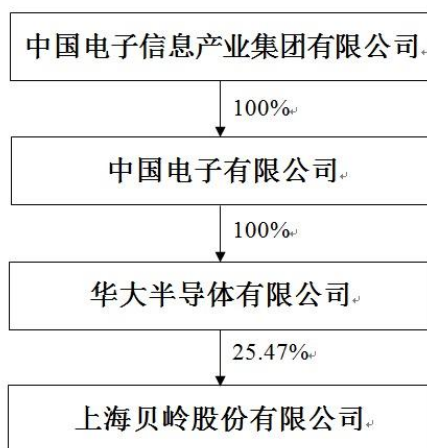 中国电子信息产业集团有限公司
100%
中国电子有限公司
100%
华大半导体有限公司
25.47%
上海贝岭股份有限公司